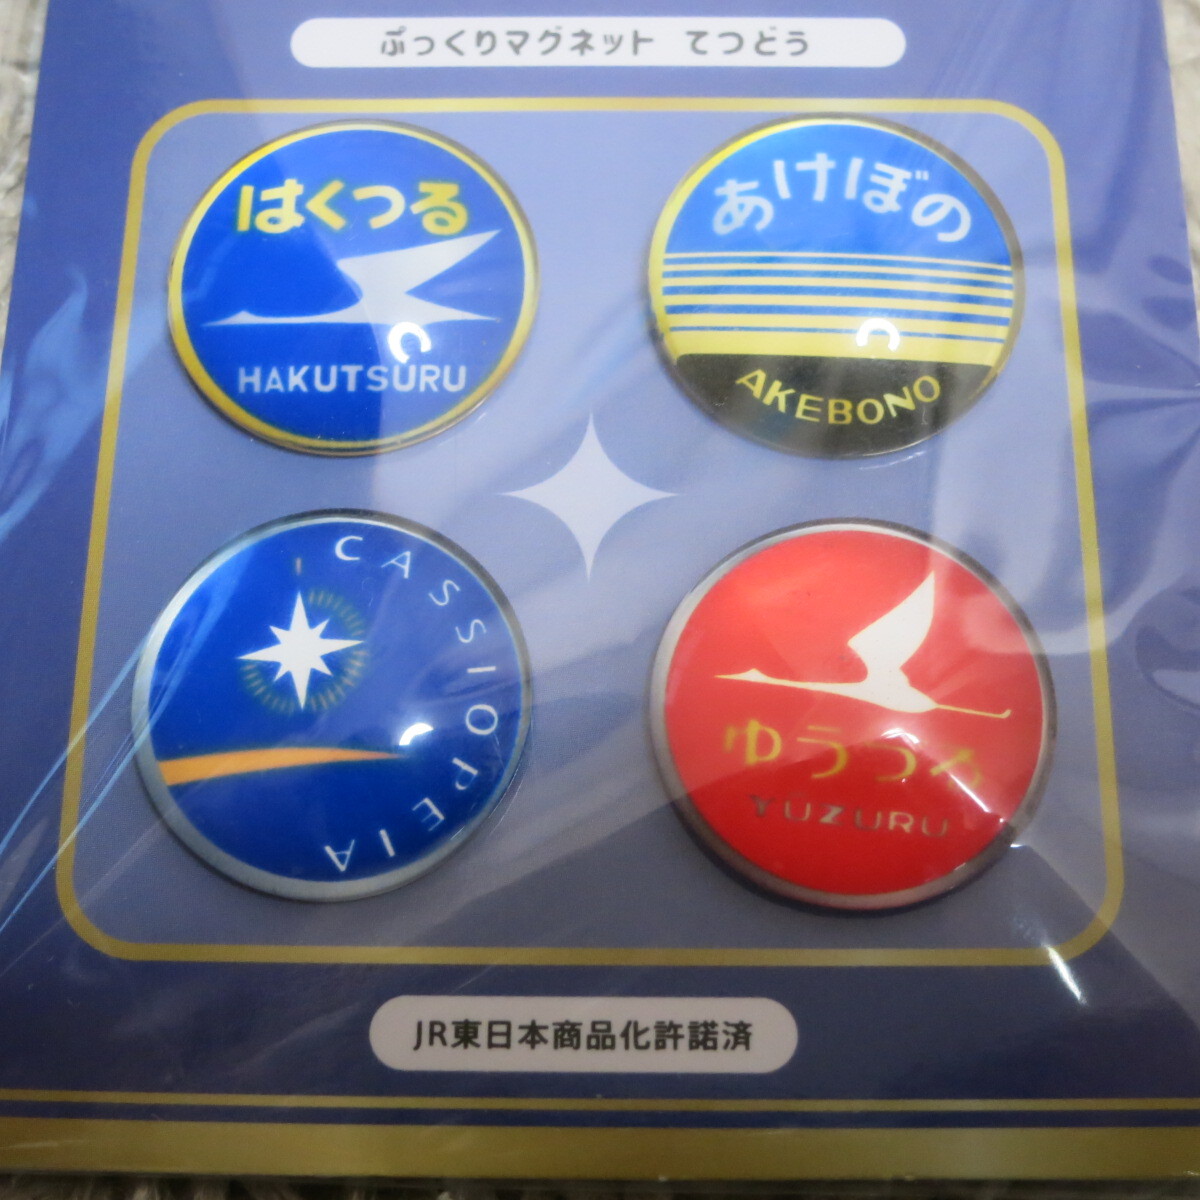 ぷっくりマグネット てつどう
はくつる
HAKUTSURU
あけぼの
AKEBONO
CASSIOPEIA
ゆうづる
YUZURU
JR東日本商品化許諾済